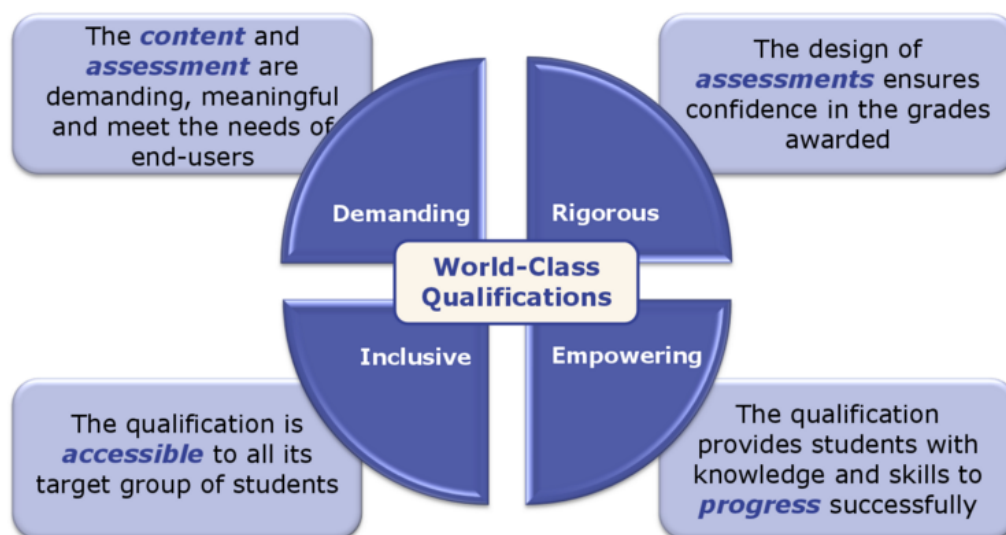 The content and
assessment are
demanding, meaningful
and meet the needs of
end-users
The design of
assessments ensures
confidence in the grades
awarded
Demanding
Rigorous
World-Class
Qualifications
Inclusive
Empowering
The qualification is
accessible to all its
target group of students
The qualification
provides students with
knowledge and skills to
progress successfully